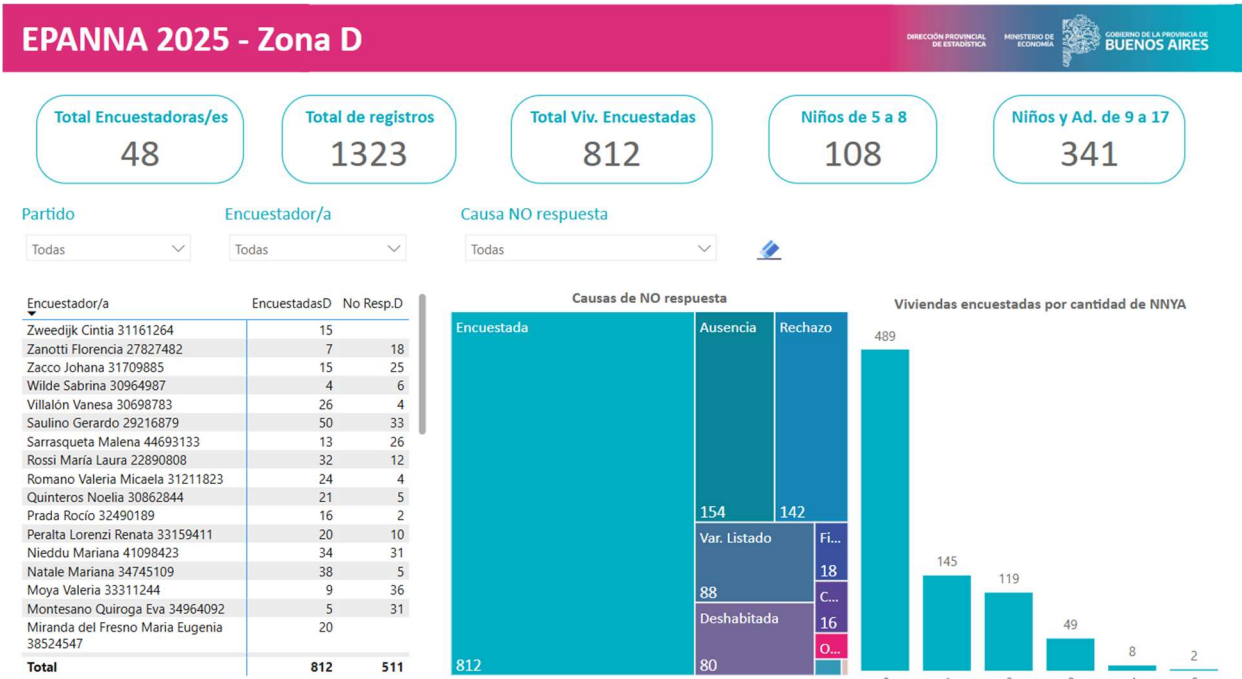 EPANNA 2025 - Zona D
DIRECCIÓN PROVINCIAL
DE ESTADÍSTICA
MINISTERIO DE
ECONOMÍA
GOBIERNO DE LA PROVINCIA DE
BUENOS AIRES
Total Encuestadoras/es
48
Total de registros
1323
Total Viv. Encuestadas
812
Niños de 5 a 8
108
Niños y Ad. de 9 a 17
341
Partido
Todas
Encuestador/a
Todas
Causa NO respuesta
Todas
Encuestador/a EncuestadasD No Resp.D
Zweedijk Cintia 31161264 15
Zanotti Florencia 27827482 7 18
Zacco Johana 31709885 15 25
Wilde Sabrina 30964987 4 6
Villalón Vanesa 30698783 26 4
Saulino Gerardo 29216879 50 33
Sarrasqueta Malena 44693133 13 26
Rossi María Laura 22890808 32 12
Romano Valeria Micaela 31211823 24 4
Quinteros Noelia 30862844 21 5
Prada Rocío 32490189 16 2
Peralta Lorenzi Renata 33159411 20 10
Nieddu Mariana 41098423 34 31
Natale Mariana 34745109 38 5
Moya Valeria 33311244 9 36
Montesano Quiroga Eva 34964092 5 31
Miranda del Fresno Maria Eugenia 20
38524547
Total 812 511
Causas de NO respuesta
Encuestada
812
Ausencia
154
Rechazo
142
Var. Listado
88
Fi...
18
C...
16
Deshabitada
80
O...
Viviendas encuestadas por cantidad de NNYA
489
145
119
49
8
2